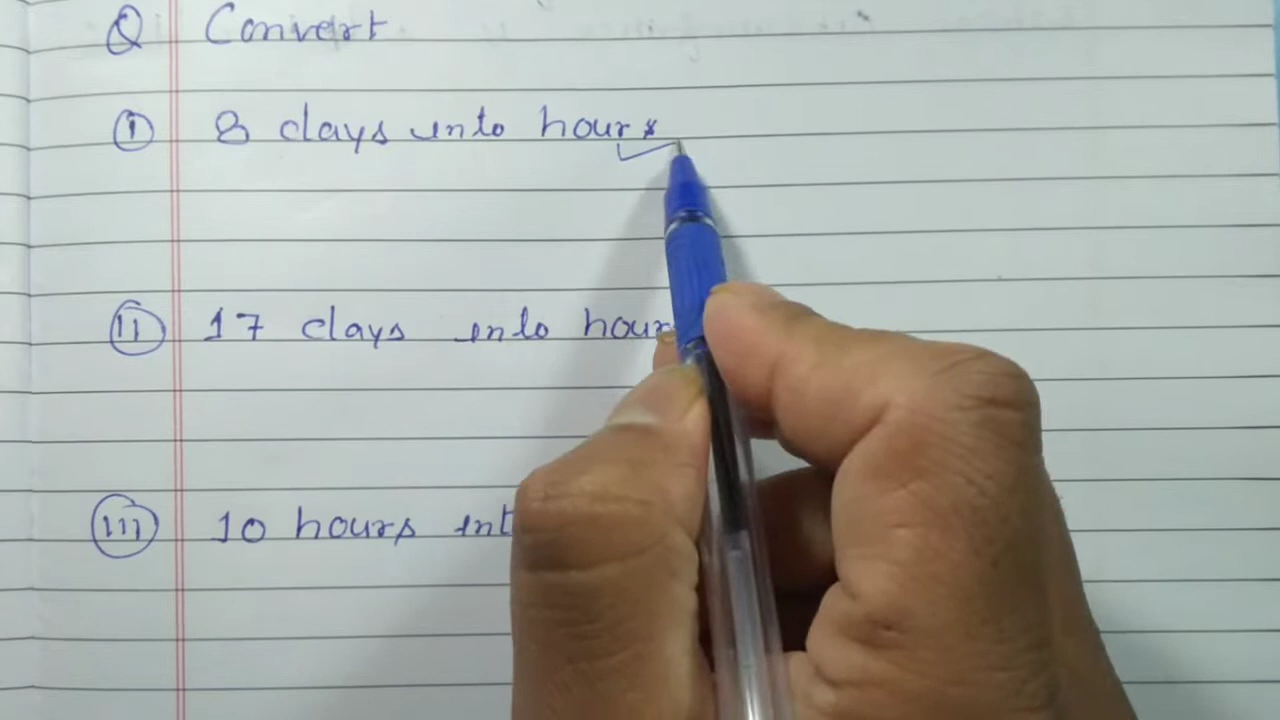 Q Convert
(i) 8 days into hours
(ii) 17 days into hour
(iii) 10 hours int